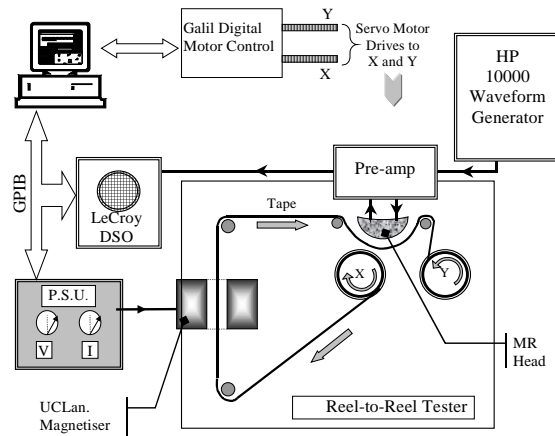 Galil Digital
Motor Control
Y
X
Servo Motor
Drives to
X and Y
HP
10000
Waveform
Generator
Pre-amp
GPIB
LeCroy
DSO
Tape
X
Y
P.S.U.
V
I
MR
Head
UCLan.
Magnetiser
Reel-to-Reel Tester